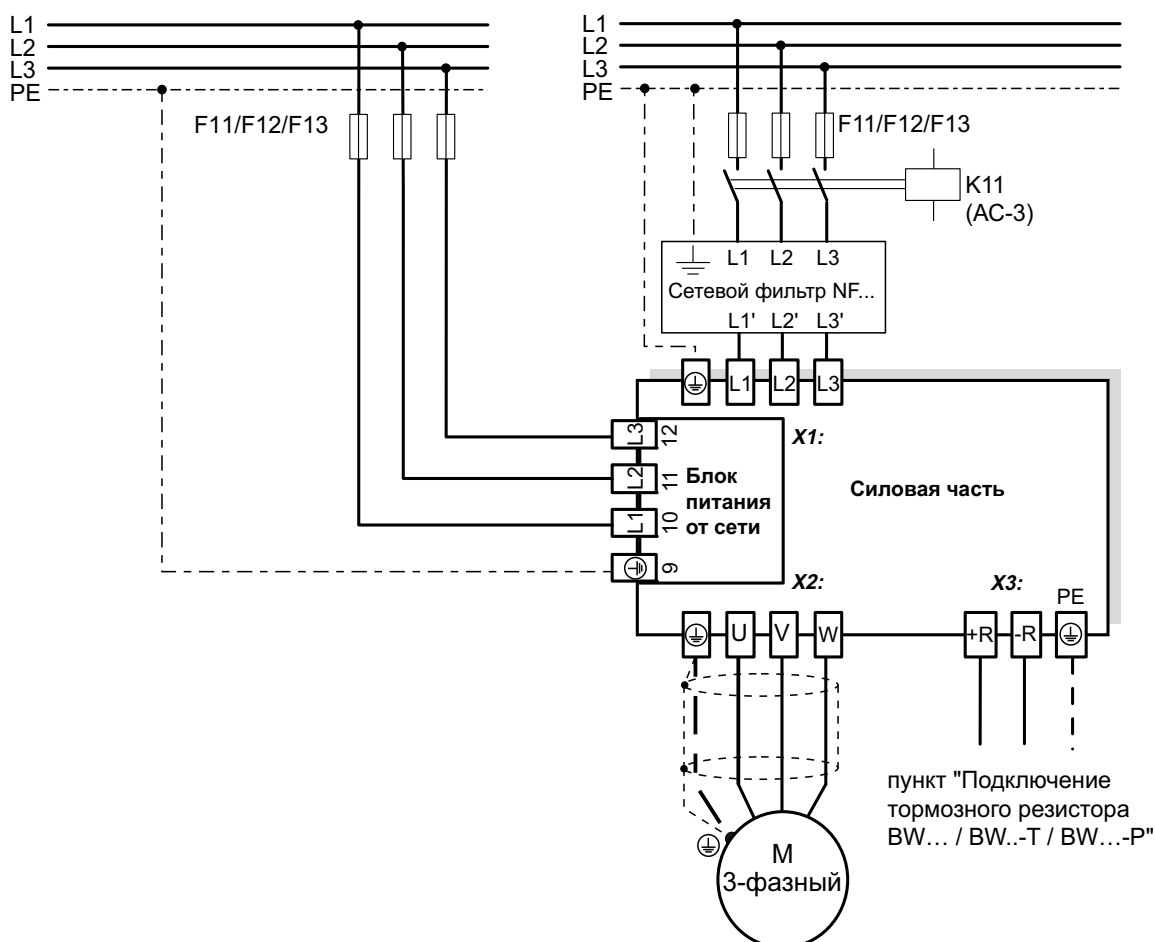 L1
L2
L3
PE
F11/F12/F13
L1
L2
L3
PE
F11/F12/F13
K11
(AC-3)
L1 L2 L3
Сетевой фильтр NF...
L1' L2' L3'
L1 L2 L3
X1:
L3 12
L2 11
L1 10
9
Блок
питания
от сети
Силовая часть
X2:
X3:
PE
U V W
+R -R
пункт "Подключение
тормозного резистора
BW… / BW..-T / BW…-P"
M
3-фазный